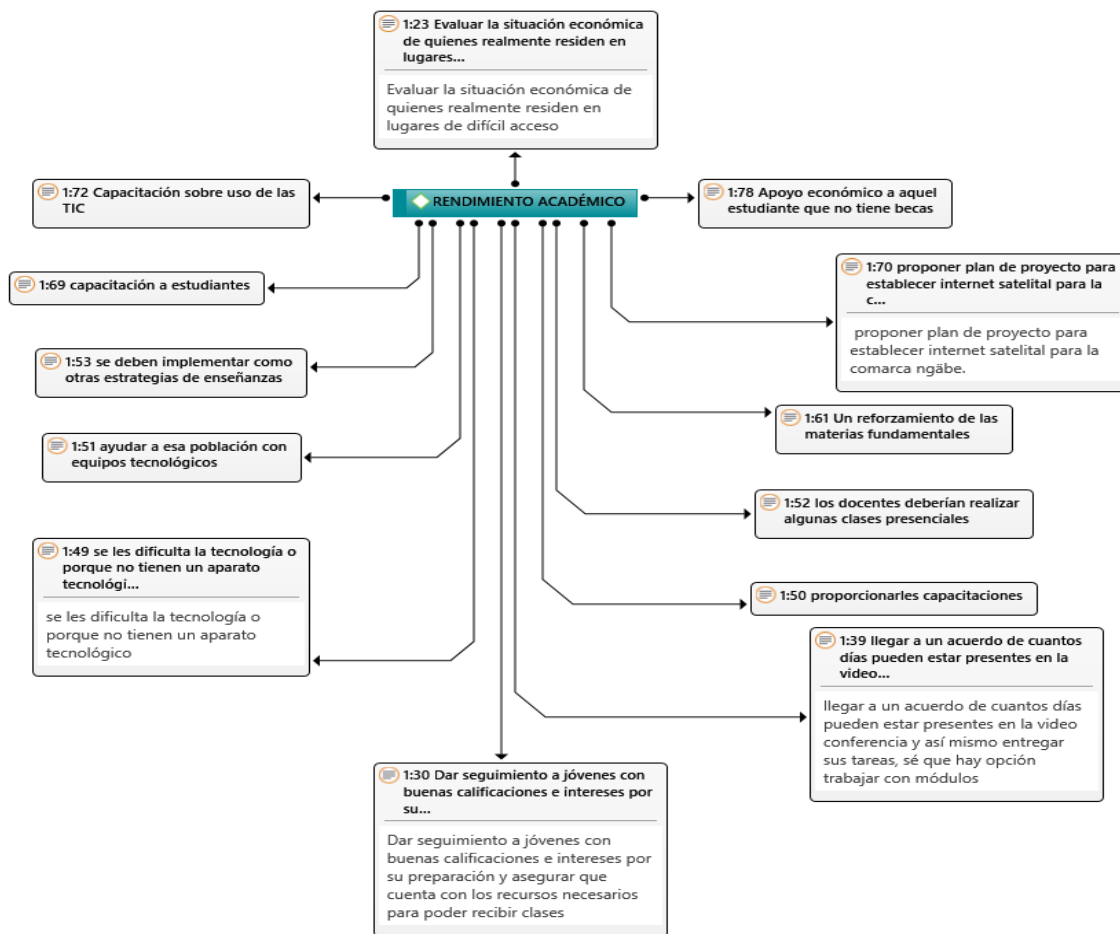 1:23 Evaluar la situación económica
de quienes realmente residen en
lugares...
Evaluar la situación económica de
quienes realmente residen en
lugares de difícil acceso
1:72 Capacitación sobre uso de las
TIC
RENDIMIENTO ACADÉMICO
1:78 Apoyo económico a aquel
estudiante que no tiene becas
1:69 capacitación a estudiantes
1:70 proponer plan de proyecto para
establecer internet satelital para la
c...
proponer plan de proyecto para
establecer internet satelital para la
comarca ngäbe.
1:53 se deben implementar como
otras estrategias de enseñanzas
1:61 Un reforzamiento de las
materias fundamentales
1:51 ayudar a esa población con
equipos tecnológicos
1:52 los docentes deberían realizar
algunas clases presenciales
1:49 se les dificulta la tecnología o
porque no tienen un aparato
tecnológi...
se les dificulta la tecnología o
porque no tienen un aparato
tecnológico
1:50 proporcionarles capacitaciones
1:39 llegar a un acuerdo de cuantos
días pueden estar presentes en la
video...
llegar a un acuerdo de cuantos días
pueden estar presentes en la video
conferencia y así mismo entregar
sus tareas, sé que hay opción
trabajar con módulos
1:30 Dar seguimiento a jóvenes con
buenas calificaciones e intereses por
su...
Dar seguimiento a jóvenes con
buenas calificaciones e intereses por
su preparación y asegurar que
cuenta con los recursos necesarios
para poder recibir clases